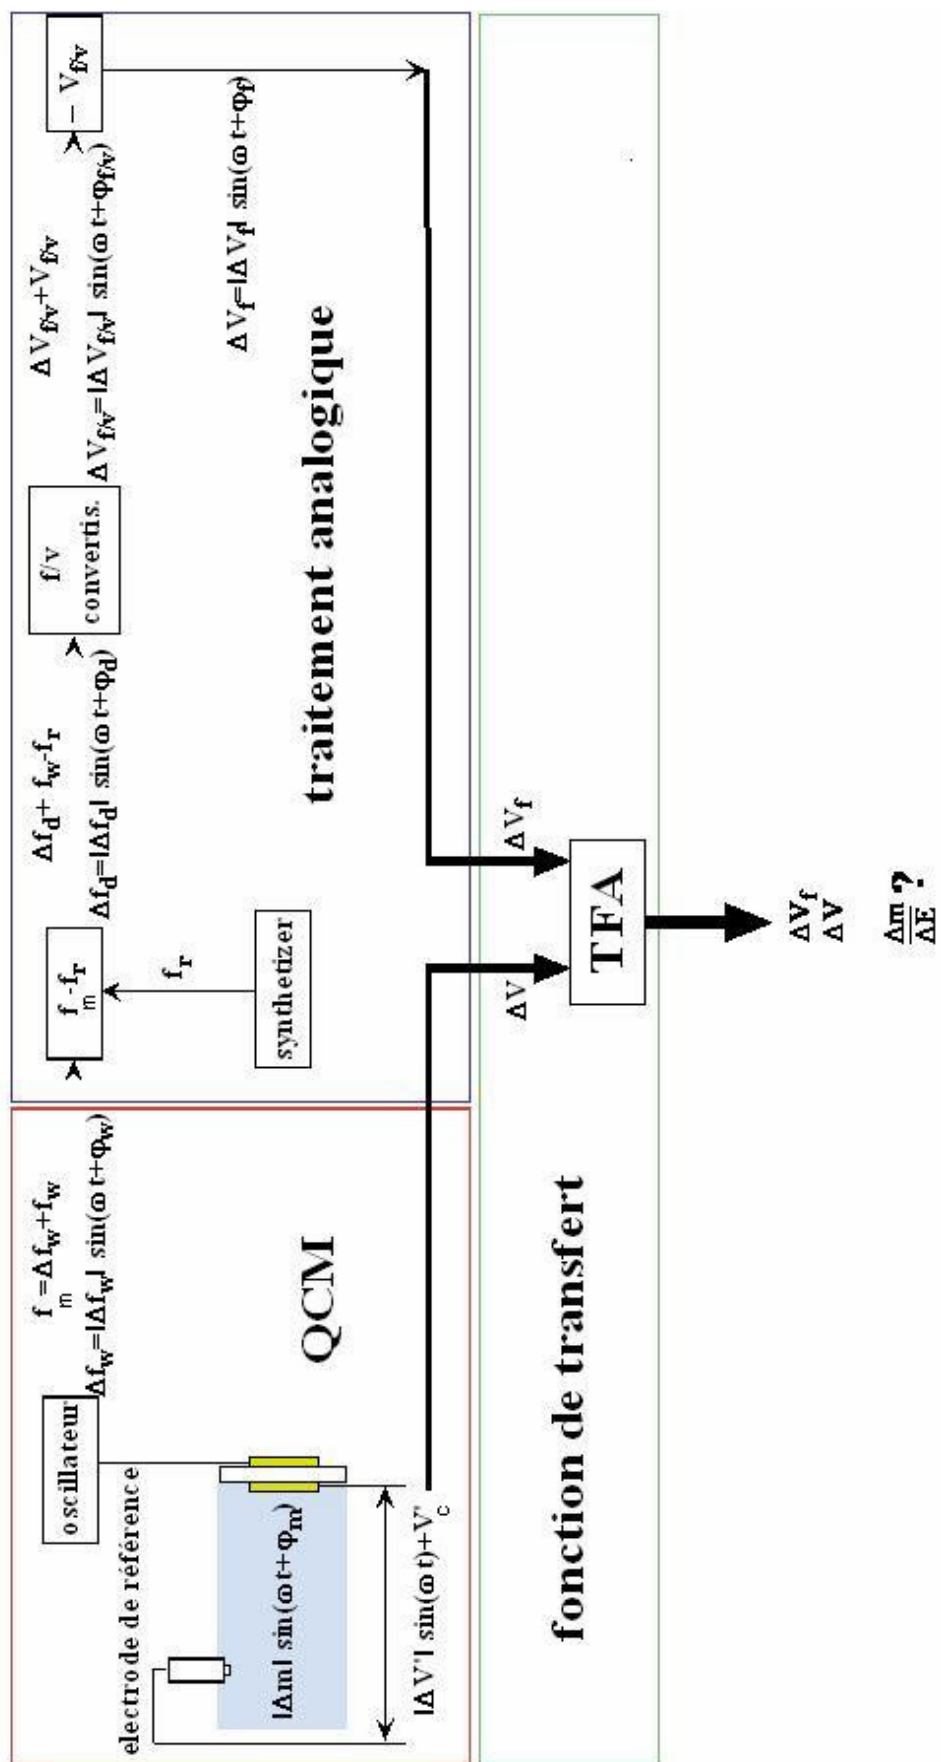 oscillateur
f_m=Δf_w+f_w
Δf_w=|Δf_w| sin(ωt+φ_w)
electrode de référence
|Δm| sin(ωt+φ_m)
QCM
|ΔV'| sin(ωt)+V'_c
f_m-f_r
Δf_d+ f_w-f_r
Δf_d=|Δf_d| sin(ωt+φ_d)
f_r
synthetizer
f/v
convertis.
ΔV_f/v+V_f/v
ΔV_f/v=|ΔV_f/v| sin(ωt+φ_f/v)
– V_f/v
ΔV_f=|ΔV_f| sin(ωt+φ_f)
traitement analogique
fonction de transfert
ΔV
ΔV_f
TFA
ΔV_f
ΔV
Δm
ΔE
?